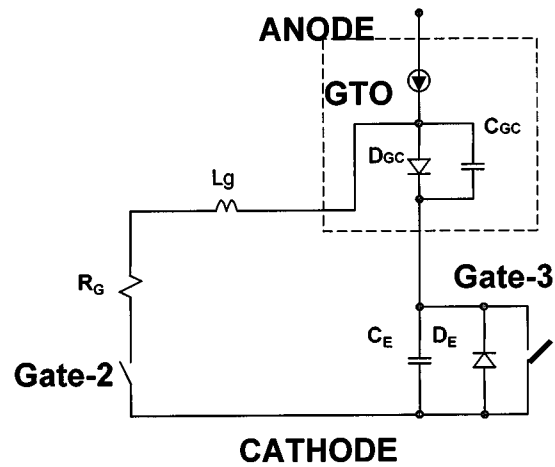 ANODE
GTO
CGC
DGC
Lg
RG
Gate-3
CE
DE
Gate-2
CATHODE